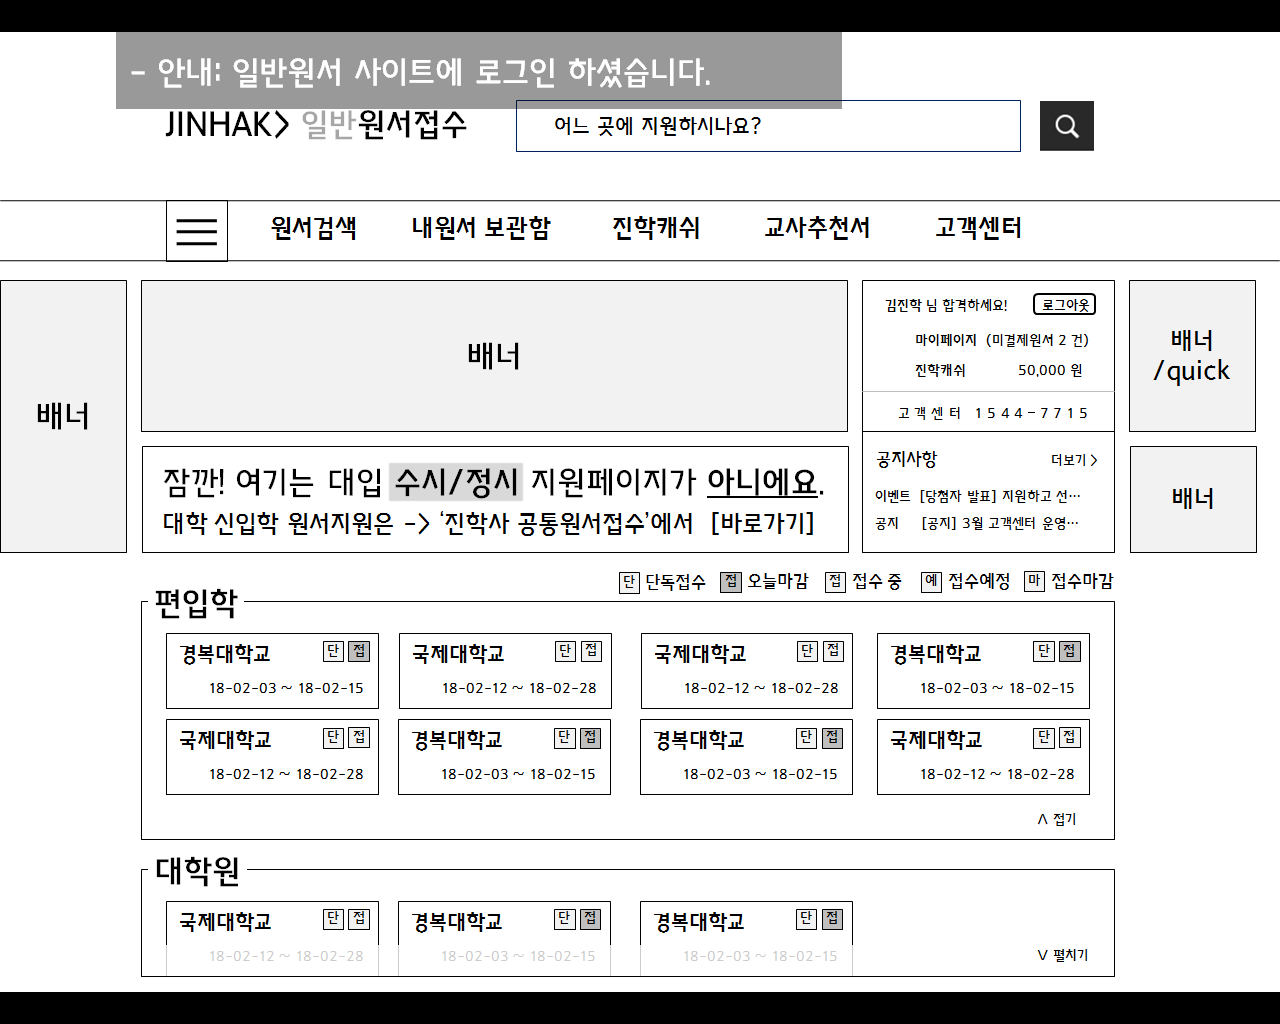 - 안내: 일반원서 사이트에 로그인 하셨습니다.
JINHAK> 일반원서접수
어느 곳에 지원하시나요?
원서검색 내원서 보관함 진학캐쉬 교사추천서 고객센터
배너
배너
김진학 님 합격하세요! 로그아웃
마이페이지 (미결제원서 2 건)
진학캐쉬 50,000 원
고객센터 1544-7715
배너
/quick
잠깐! 여기는 대입 수시/정시 지원페이지가 아니에요.
대학 신입학 원서지원은 -> '진학사 공통원서접수'에서 [바로가기]
공지사항 더보기 >
이벤트 [당첨자 발표] 지원하고 선…
공지 [공지] 3월 고객센터 운영…
배너
단 단독접수 접 오늘마감 접 접수 중 예 접수예정 마 접수마감
편입학
경복대학교 단 접
18-02-03 ~ 18-02-15
국제대학교 단 접
18-02-12 ~ 18-02-28
국제대학교 단 접
18-02-12 ~ 18-02-28
경복대학교 단 접
18-02-03 ~ 18-02-15
국제대학교 단 접
18-02-12 ~ 18-02-28
경복대학교 단 접
18-02-03 ~ 18-02-15
경복대학교 단 접
18-02-03 ~ 18-02-15
국제대학교 단 접
18-02-12 ~ 18-02-28
ʌ 접기
대학원
국제대학교 단 접
18-02-12 ~ 18-02-28
경복대학교 단 접
18-02-03 ~ 18-02-15
경복대학교 단 접
18-02-03 ~ 18-02-15
v 펼치기